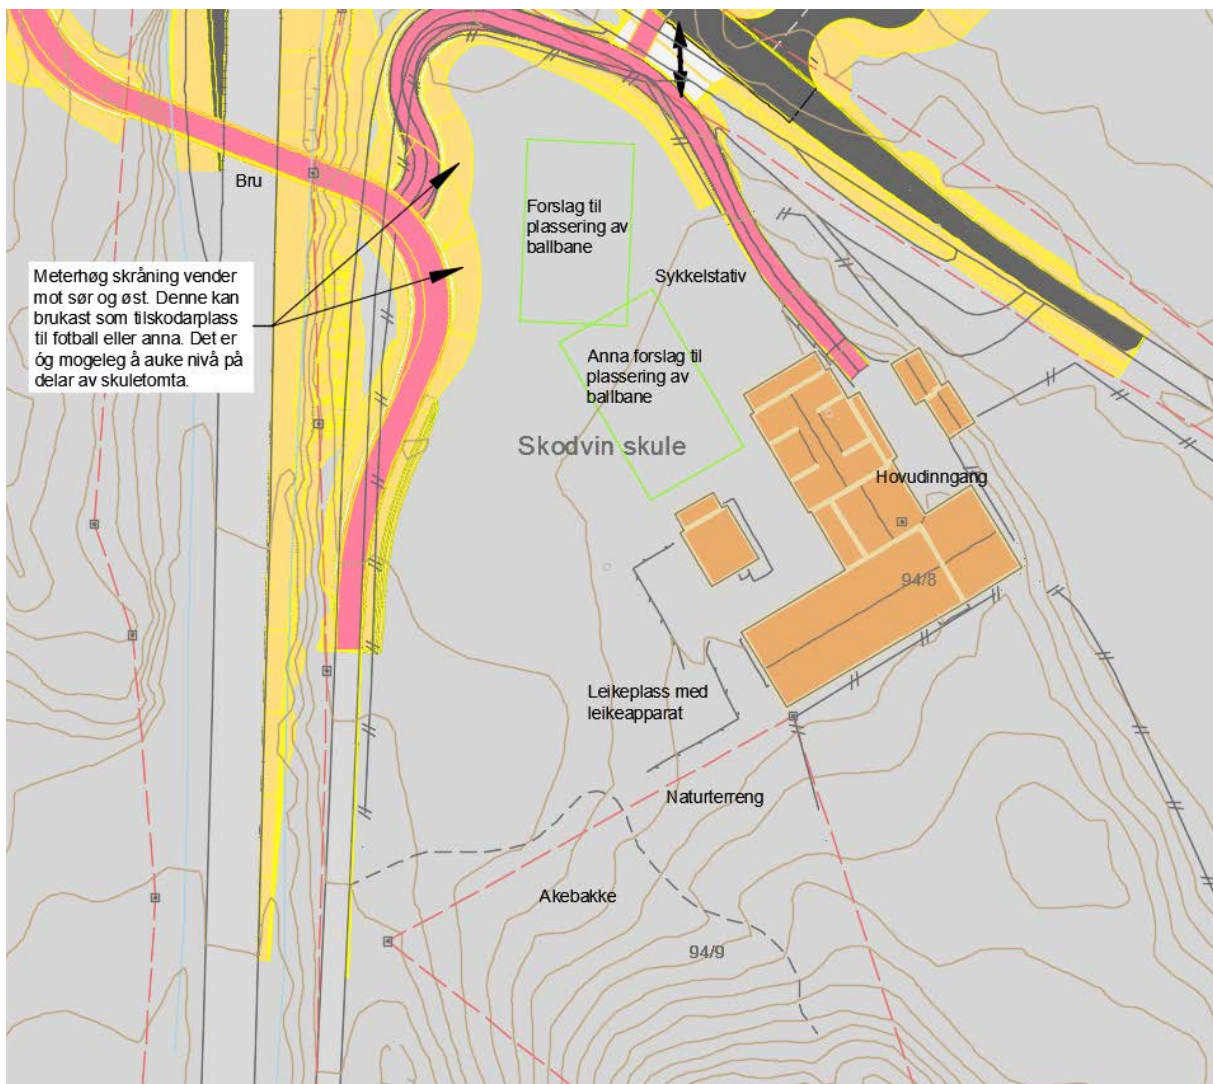 Bru
Forslag til
plassering av
ballbane
Meterhøg skråning vender
mot sør og øst. Denne kan
brukast som tilskodarplass
til fotball eller anna. Det er
óg mogeleg å auke nivå på
delar av skuletomta.
Sykkelstativ
Anna forslag til
plassering av
ballbane
Skodvin skule
Hovudinngang
94/8
Leikeplass med
leikeapparat
Naturterreng
Akebakke
94/9